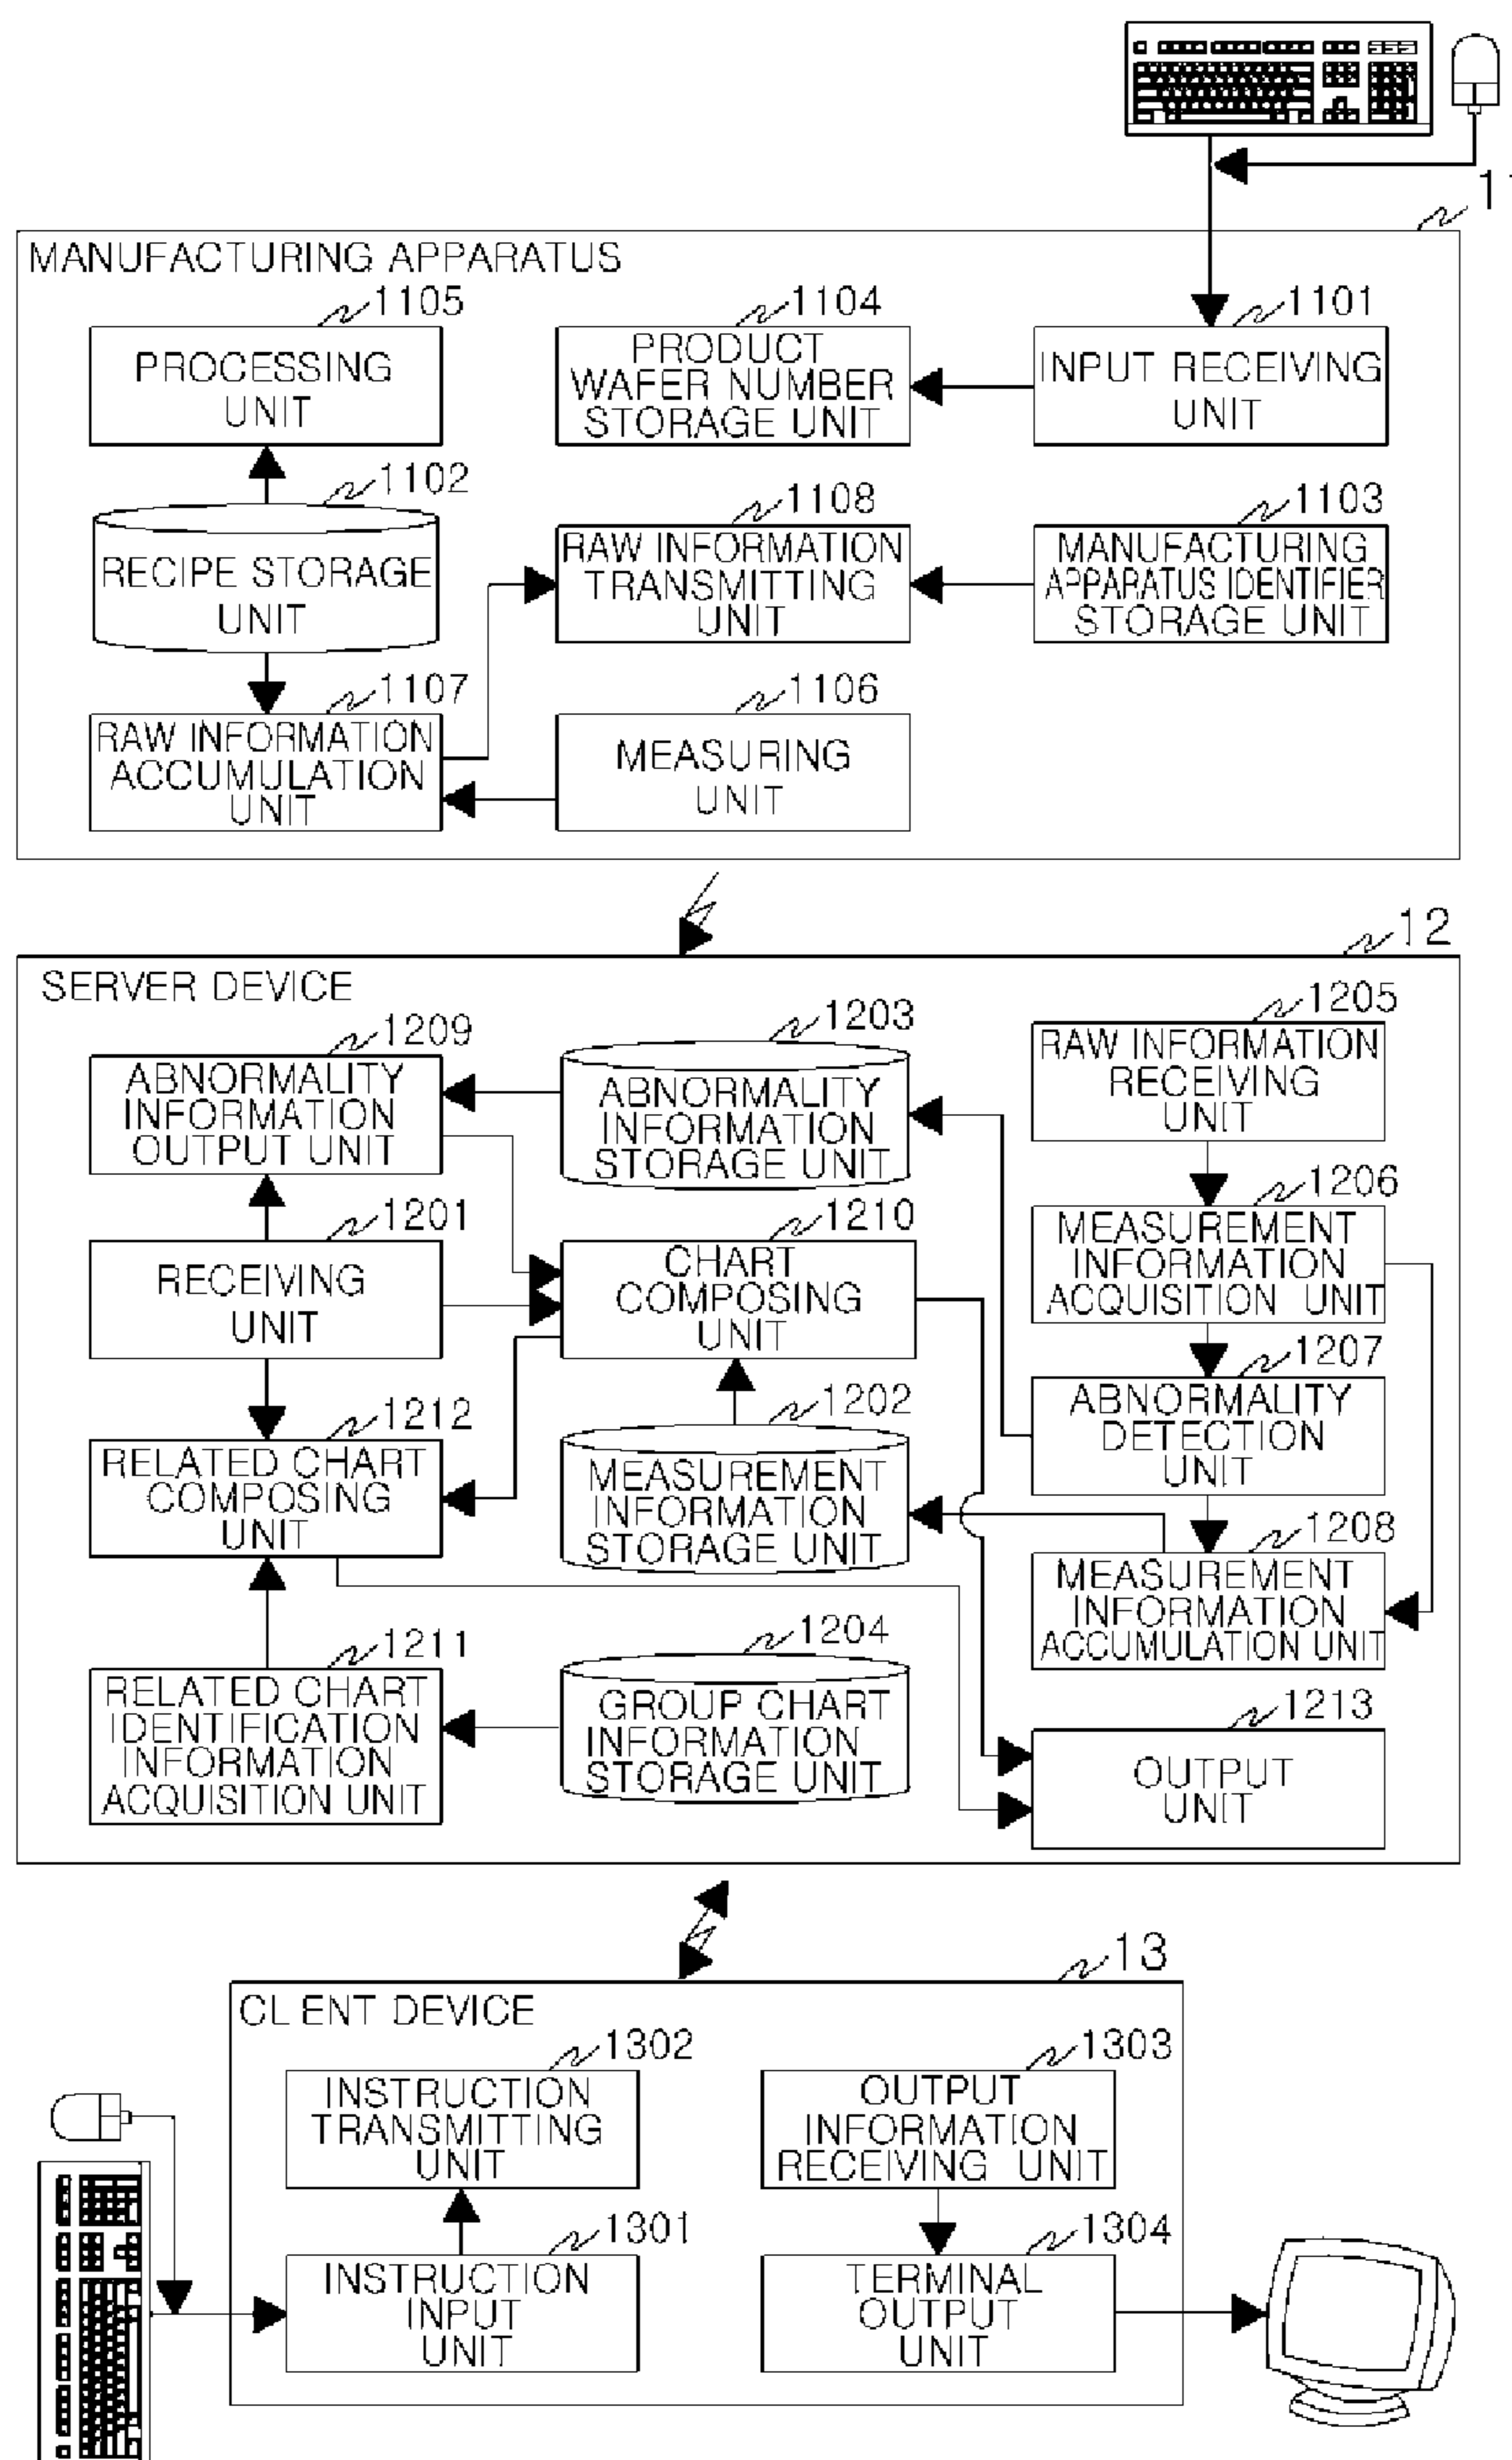 11
MANUFACTURING APPARATUS
1105
PROCESSING
UNIT
1104
PRODUCT
WAFER NUMBER
STORAGE UNIT
1101
INPUT RECEIVING
UNIT
1102
RECIPE STORAGE
UNIT
1108
RAW INFORMATION
TRANSMITTING
UNIT
1103
MANUFACTURING
APPARATUS IDENTIFIER
STORAGE UNIT
1107
RAW INFORMATION
ACCUMULATION
UNIT
1106
MEASURING
UNIT
12
SERVER DEVICE
1209
ABNORMALITY
INFORMATION
OUTPUT UNIT
1203
ABNORMALITY
INFORMATION
STORAGE UNIT
1205
RAW INFORMATION
RECEIVING
UNIT
1201
RECEIVING
UNIT
1210
CHART
COMPOSING
UNIT
1206
MEASUREMENT
INFORMATION
ACQUISITION UNIT
1212
RELATED CHART
COMPOSING
UNIT
1202
MEASUREMENT
INFORMATION
STORAGE UNIT
1207
ABNORMALITY
DETECTION
UNIT
1208
MEASUREMENT
INFORMATION
ACCUMULATION UNIT
1211
RELATED CHART
IDENTIFICATION
INFORMATION
ACQUISITION UNIT
1204
GROUP CHART
INFORMATION
STORAGE UNIT
1213
OUTPUT
UNIT
13
CLIENT DEVICE
1302
INSTRUCTION
TRANSMITTING
UNIT
1303
OUTPUT
INFORMATION
RECEIVING UNIT
1301
INSTRUCTION
INPUT
UNIT
1304
TERMINAL
OUTPUT
UNIT